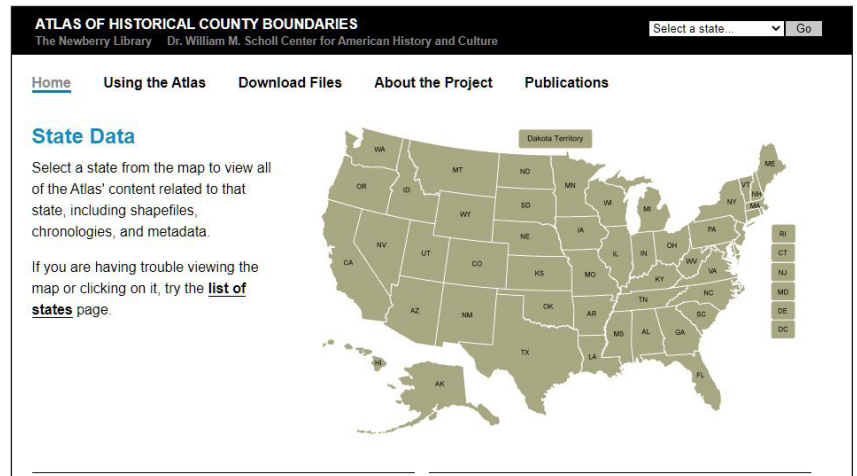 ATLAS OF HISTORICAL COUNTY BOUNDARIES
The Newberry Library Dr. William M. Scholl Center for American History and Culture
Select a state... Go
Home Using the Atlas Download Files About the Project Publications
State Data
Select a state from the map to view all
of the Atlas' content related to that
state, including shapefiles,
chronologies, and metadata.
If you are having trouble viewing the
map or clicking on it, try the list of
states page.
Dakota Territory
WA
MT
ND
MN
ME
OR
ID
SD
WI
MI
VT
NH
NY
MA
WY
NE
IA
PA
RI
NV
UT
CO
IL
IN
OH
CT
CA
KS
MO
WV
VA
NJ
KY
AZ
NM
OK
AR
TN
NC
MD
SC
DE
MS
AL
GA
DC
TX
LA
HI
AK
FL